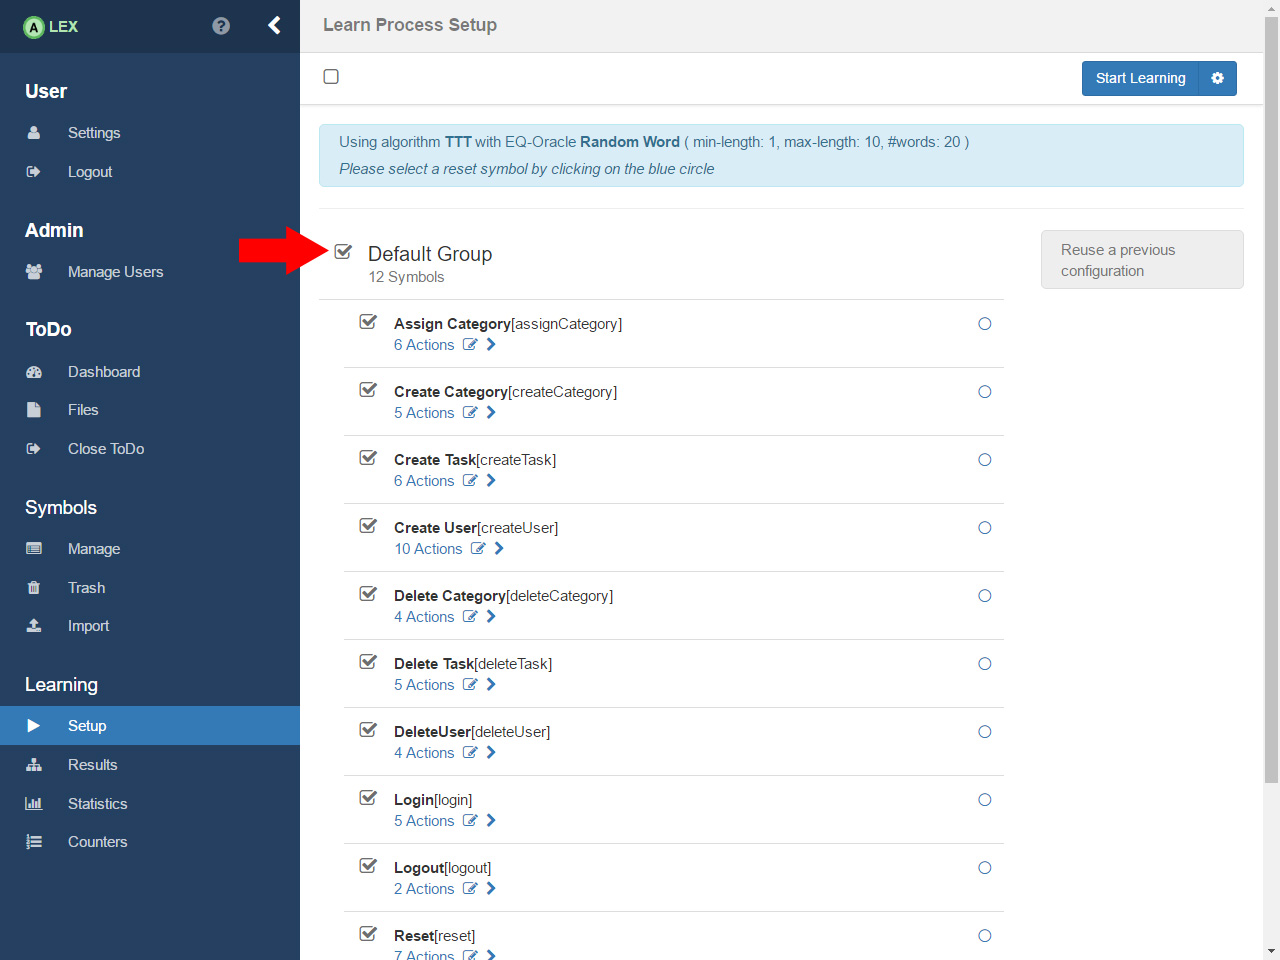 A LEX
User
Settings
Logout
Admin
Manage Users
ToDo
Dashboard
Files
Close ToDo
Symbols
Manage
Trash
Import
Learning
Setup
Results
Statistics
Counters
Learn Process Setup
Start Learning
Using algorithm TTT with EQ-Oracle Random Word ( min-length: 1, max-length: 10, #words: 20 )
Please select a reset symbol by clicking on the blue circle
Default Group
12 Symbols
Reuse a previous
configuration
Assign Category[assignCategory]
6 Actions
Create Category[createCategory]
5 Actions
Create Task[createTask]
6 Actions
Create User[createUser]
10 Actions
Delete Category[deleteCategory]
4 Actions
Delete Task[deleteTask]
5 Actions
DeleteUser[deleteUser]
4 Actions
Login[login]
5 Actions
Logout[logout]
2 Actions
Reset[reset]
7 Actions